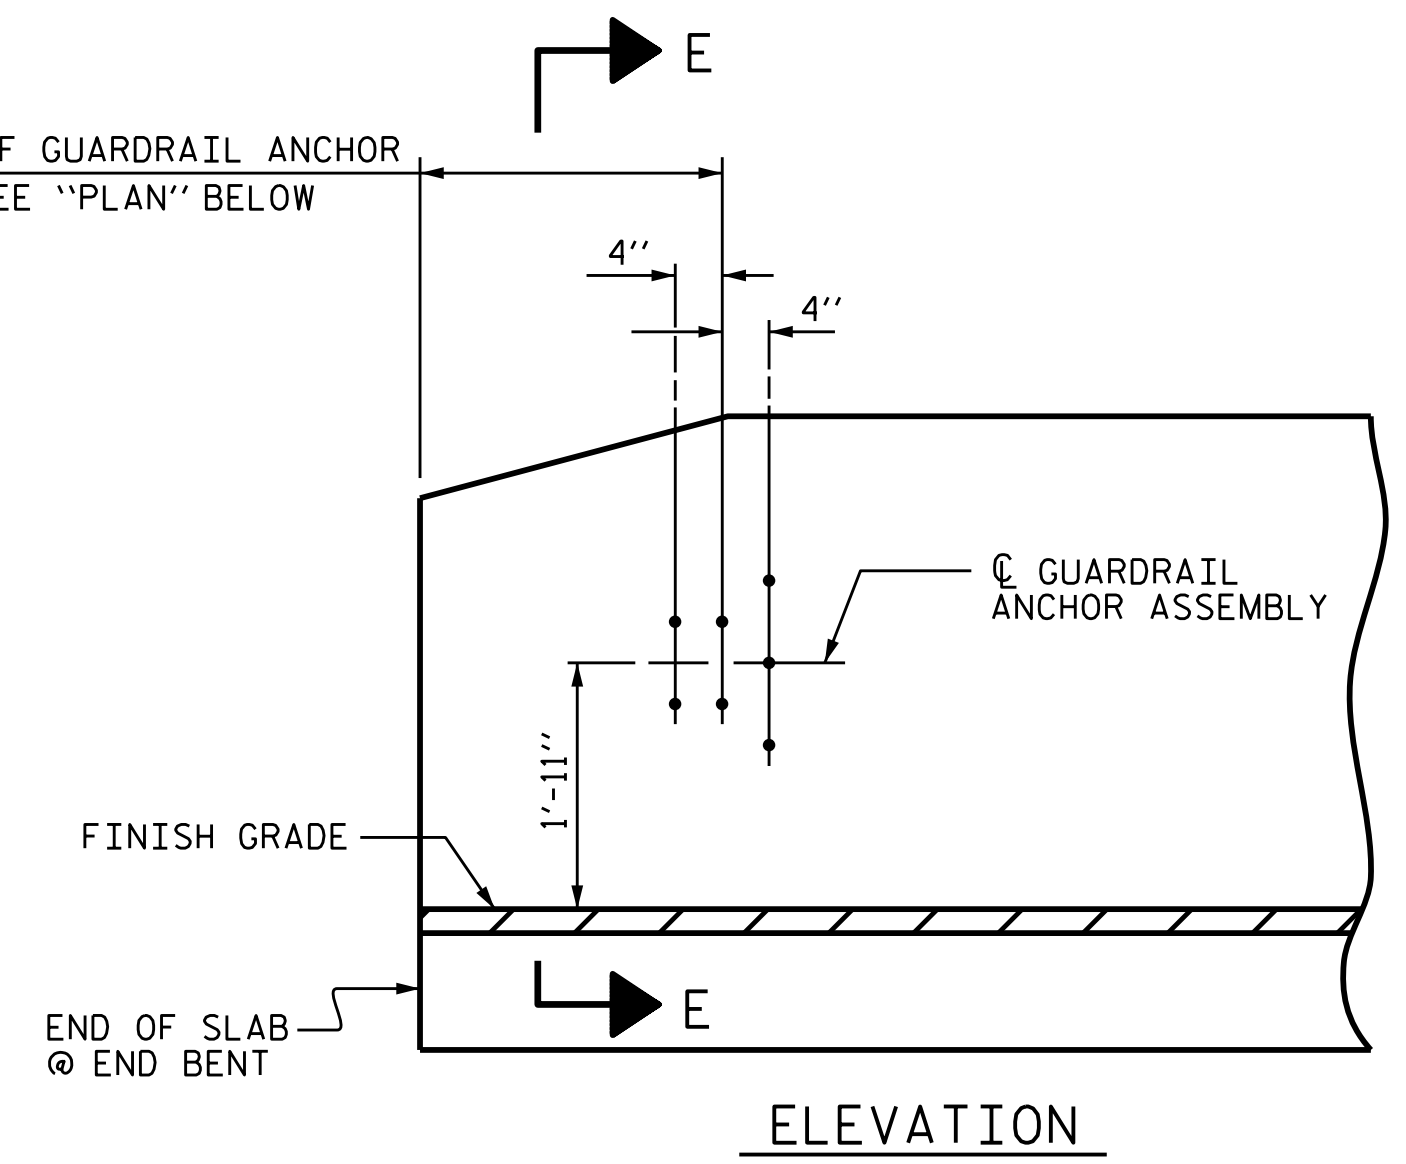 E
GUARDRAIL ANCHOR
"PLAN" BELOW
4"
4"
℄ GUARDRAIL
ANCHOR ASSEMBLY
1'-11"
FINISH GRADE
END OF SLAB
@ END BENT
E
ELEVATION